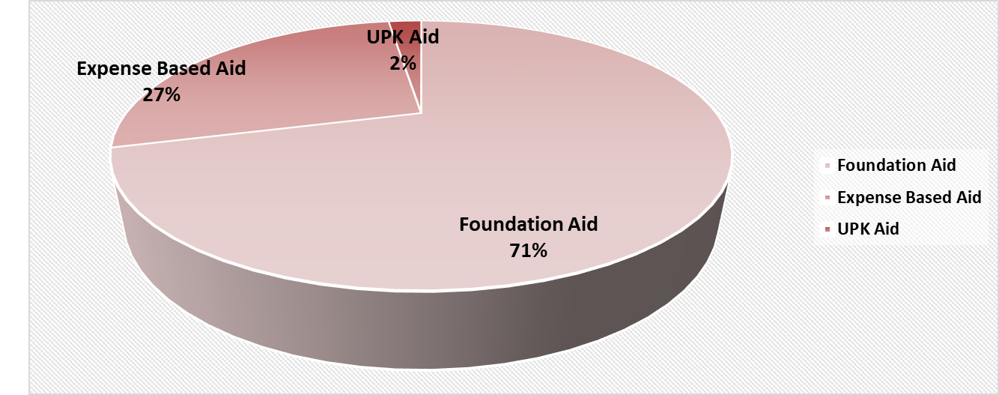 UPK Aid
2%
Expense Based Aid
27%
Foundation Aid
71%
Foundation Aid
Expense Based Aid
UPK Aid